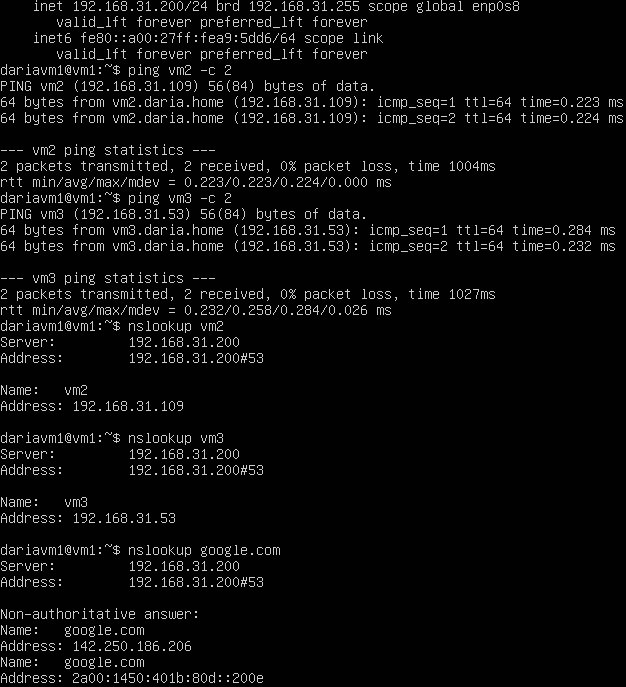 inet 192.168.31.200/24 brd 192.168.31.255 scope global enp0s8
valid_lft forever preferred_lft forever
inet6 fe80::a00:27ff:fea9:5dd6/64 scope link
valid_lft forever preferred_lft forever
dariavm1@vm1:~$ ping vm2 -c 2
PING vm2 (192.168.31.109) 56(84) bytes of data.
64 bytes from vm2.daria.home (192.168.31.109): icmp_seq=1 ttl=64 time=0.223 ms
64 bytes from vm2.daria.home (192.168.31.109): icmp_seq=2 ttl=64 time=0.224 ms
--- vm2 ping statistics ---
2 packets transmitted, 2 received, 0% packet loss, time 1004ms
rtt min/avg/max/mdev = 0.223/0.223/0.224/0.000 ms
dariavm1@vm1:~$ ping vm3 -c 2
PING vm3 (192.168.31.53) 56(84) bytes of data.
64 bytes from vm3.daria.home (192.168.31.53): icmp_seq=1 ttl=64 time=0.284 ms
64 bytes from vm3.daria.home (192.168.31.53): icmp_seq=2 ttl=64 time=0.232 ms
--- vm3 ping statistics ---
2 packets transmitted, 2 received, 0% packet loss, time 1027ms
rtt min/avg/max/mdev = 0.232/0.258/0.284/0.026 ms
dariavm1@vm1:~$ nslookup vm2
Server: 192.168.31.200
Address: 192.168.31.200#53
Name: vm2
Address: 192.168.31.109
dariavm1@vm1:~$ nslookup vm3
Server: 192.168.31.200
Address: 192.168.31.200#53
Name: vm3
Address: 192.168.31.53
dariavm1@vm1:~$ nslookup google.com
Server: 192.168.31.200
Address: 192.168.31.200#53
Non-authoritative answer:
Name: google.com
Address: 142.250.186.206
Name: google.com
Address: 2a00:1450:401b:80d::200e